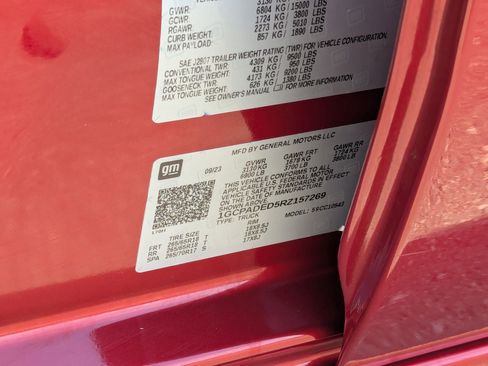 GVWR: 3130 KG /
GCWR: 6804 KG / 15000 LBS
RGAWR: 1724 KG / 3800 LBS
CURB WEIGHT: 2273 KG / 5010 LBS
MAX PAYLOAD: 857 KG / 1890 LBS
SAE J2807 TRAILER WEIGHT RATING (TWR) FOR VEHICLE
CONVENTIONAL TWR: 4309 KG / 9500 LBS
MAX TONGUE WEIGHT: 431 KG / 950 LBS
GOOSENECK TWR: 4173 KG / 9200 LBS
MAX TONGUE WEIGHT: 626 KG / 1380 LBS
SEE OWNER'S MANUAL FOR MORE INFORMATION
gm
MFD BY GENERAL MOTORS LLC
09/23
GVWR GAWR FRT GAWR RR
3130 KG 1678 KG 1724 KG
6900 LB 3700 LB 3800 LB
THIS VEHICLE CONFORMS TO ALL
APPLICABLE U.S. FEDERAL MOTOR
VEHICLE SAFETY STANDARDS IN
EFFECT ON THE DATE OF
MANUFACTURE SHOWN ABOVE.
1GCPADED5RZ157269
TYPE: TRUCK MODEL:
TIRE SIZE RIM
FRT 265/65R18 T 18X8.5J
RR 265/65R18 T 18X8.5J
SPA 265/70R17 S 17X8J